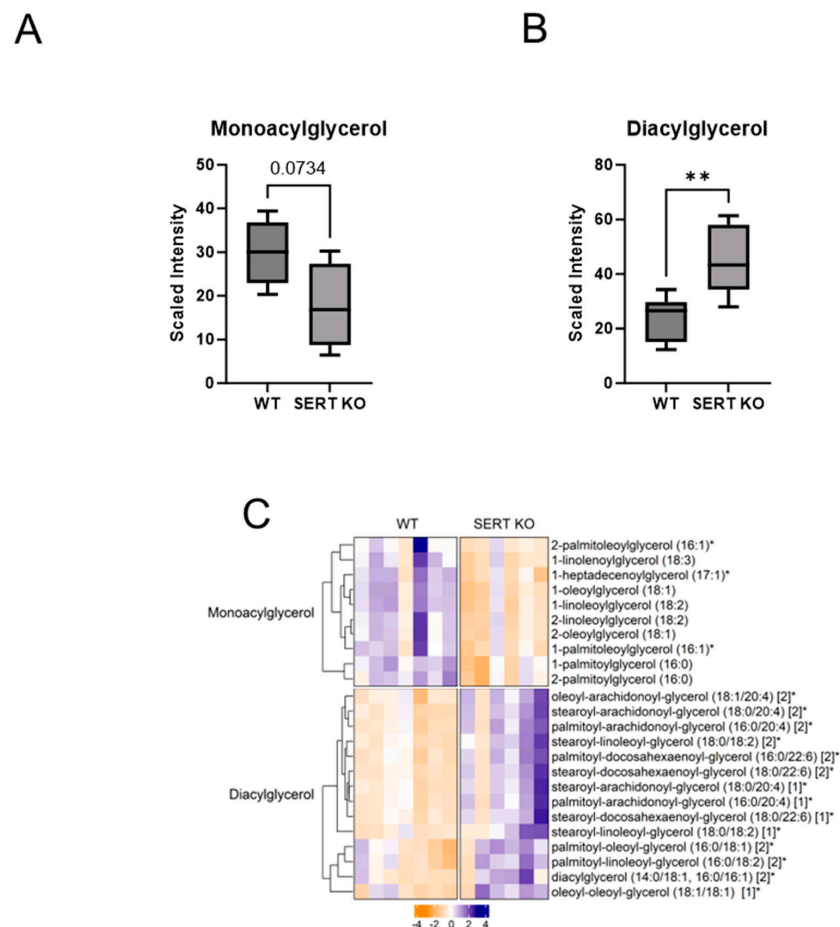 A
B
Monoacylglycerol
Diacylglycerol
0.0734
**
Scaled Intensity
50
40
30
20
10
0
WT SERT KO
Scaled Intensity
80
60
40
20
0
WT SERT KO
C
WT SERT KO
Monoacylglycerol
2-palmitoleoylglycerol (16:1)*
1-linolenoylglycerol (18:3)
1-heptadecenoylglycerol (17:1)*
1-oleoylglycerol (18:1)
1-linoleoylglycerol (18:2)
2-linoleoylglycerol (18:2)
2-oleoylglycerol (18:1)
1-palmitoleoylglycerol (16:1)*
1-palmitoylglycerol (16:0)
2-palmitoylglycerol (16:0)
Diacylglycerol
oleoyl-arachidonoyl-glycerol (18:1/20:4) [2]*
stearoyl-arachidonoyl-glycerol (18:0/20:4) [2]*
palmitoyl-arachidonoyl-glycerol (16:0/20:4) [2]*
stearoyl-linoleoyl-glycerol (18:0/18:2) [2]*
palmitoyl-docosahexaenoyl-glycerol (16:0/22:6) [2]*
stearoyl-docosahexaenoyl-glycerol (18:0/22:6) [2]*
stearoyl-arachidonoyl-glycerol (18:0/20:4) [1]*
palmitoyl-arachidonoyl-glycerol (16:0/20:4) [1]*
stearoyl-docosahexaenoyl-glycerol (18:0/22:6) [1]*
stearoyl-linoleoyl-glycerol (18:0/18:2) [1]*
palmitoyl-oleoyl-glycerol (16:0/18:1) [2]*
palmitoyl-linoleoyl-glycerol (16:0/18:2) [2]*
diacylglycerol (14:0/18:1, 16:0/16:1) [2]*
oleoyl-oleoyl-glycerol (18:1/18:1) [1]*
-4 -2 0 2 4